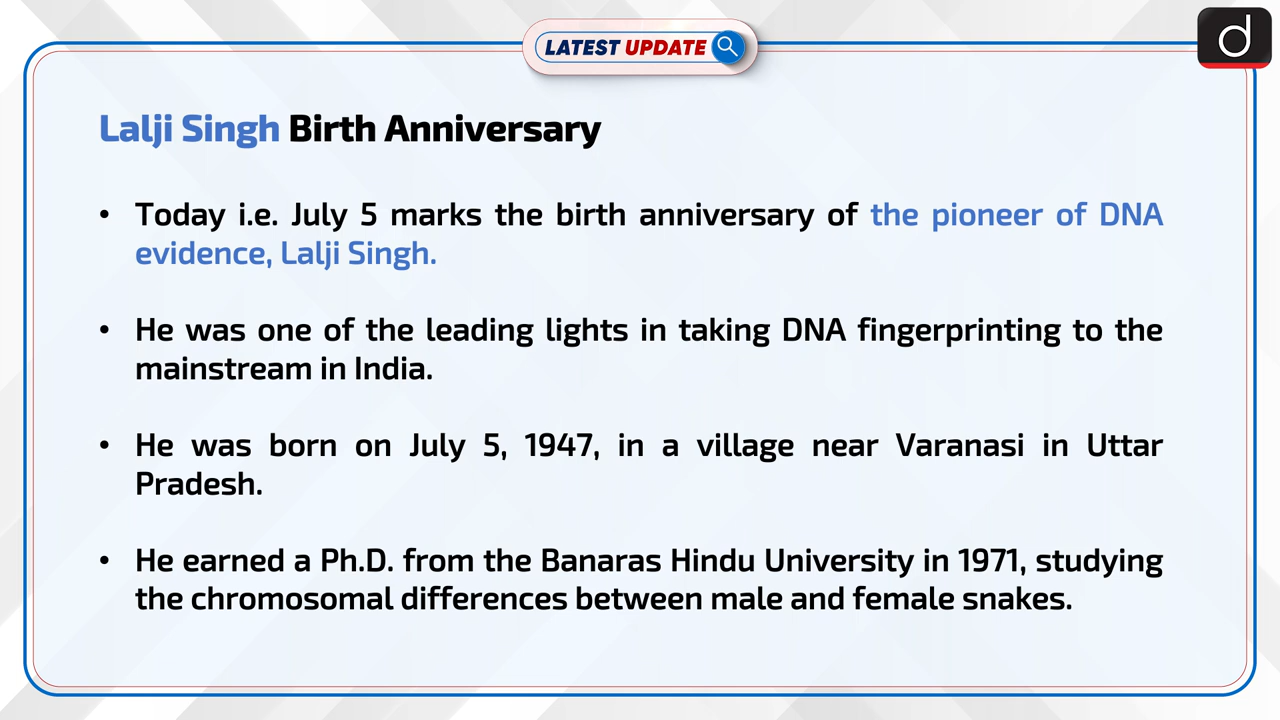 LATEST UPDATE
d
Lalji Singh Birth Anniversary
• Today i.e. July 5 marks the birth anniversary of the pioneer of DNA
evidence, Lalji Singh.
• He was one of the leading lights in taking DNA fingerprinting to the
mainstream in India.
• He was born on July 5, 1947, in a village near Varanasi in Uttar
Pradesh.
• He earned a Ph.D. from the Banaras Hindu University in 1971, studying
the chromosomal differences between male and female snakes.